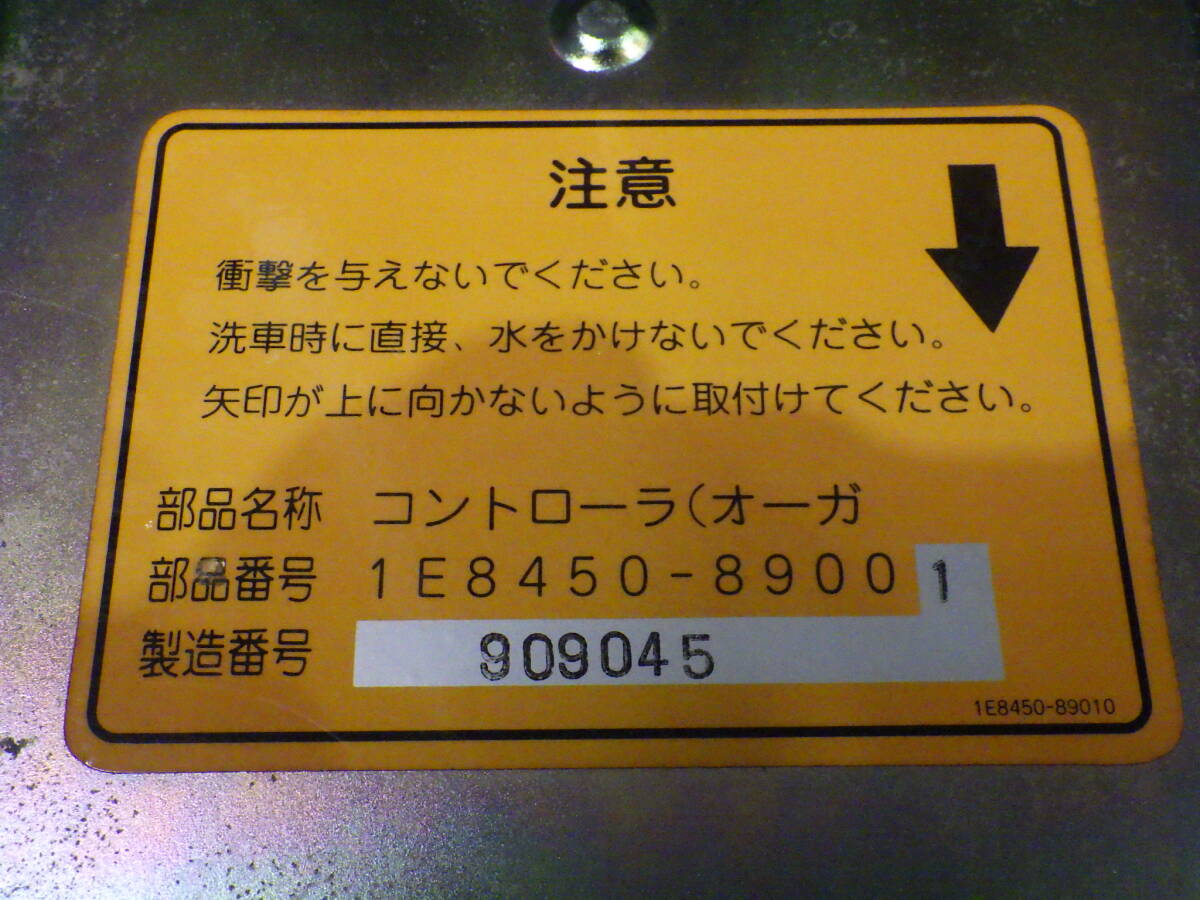 注意
衝撃を与えないでください。
洗車時に直接、水をかけないでください。
矢印が上に向かないように取付けてください。
部品名称 コントローラ(オーガ
部品番号 1E8450-89001
製造番号 909045
1E8450-89010